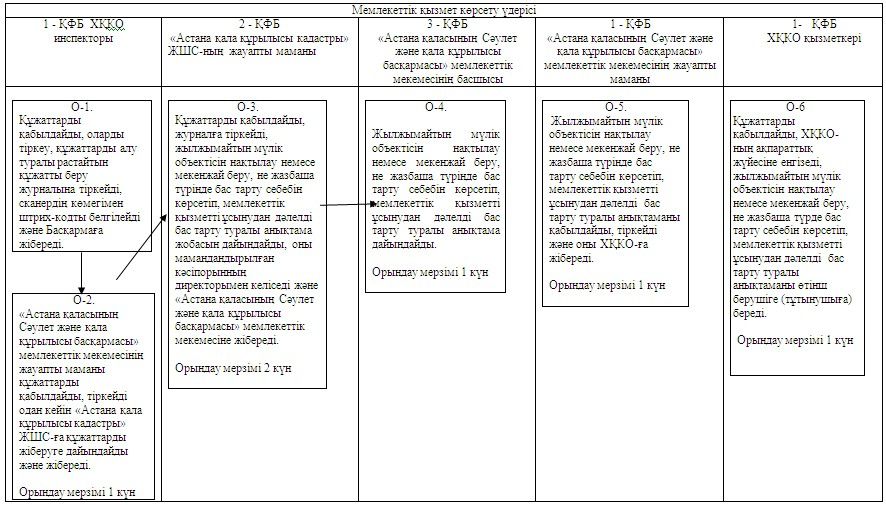 Мемлекеттік қызмет көрсету үдерісі
1 - ҚФБ ХҚКО
инспекторы
2 - ҚФБ
«Астана қала құрылысы кадастры»
ЖШС-нын жауапты маманы
3 - ҚФБ
«Астана қаласының Сәулет
және қала құрылысы
басқармасы» мемлекеттік
мекемесінің басшысы
1 - ҚФБ
«Астана қаласының Сәулет және
қала құрылысы басқармасы»
мемлекеттік мекемесінің жауапты
маманы
1- ҚФБ
ХҚКО қызметкері
О-1.
Құжаттарды
қабылдайды, оларды
тіркеу, құжаттарды алу
туралы растайтын
құжатты беру
журналына тіркейді,
сканердің көмегімен
штрих-кодты белгілейді
және Басқармаға
жібереді.
О-2.
«Астана қаласының
Сәулет және қала
құрылысы басқармасы»
мемлекеттік мекемесінің
жауапты маманы
құжаттарды
қабылдайды, тіркейді
одан кейін «Астана қала
құрылысы кадастры»
ЖШС-ға құжаттарды
жіберуге дайындайды
және жібереді.
Орындау мерзімі 1 күн
О-3.
Құжаттарды қабылдайды,
журналға тіркейді,
жылжымайтын мүлік
объектісін нақтылау немесе
мекенжай беру, не жазбаша
түрінде бас тарту себебін
көрсетіп, мемлекеттік
қызметті ұсынудан дәлелді
бас тарту туралы анықтама
жобасын дайындайды, оны
мамандандырылған
кәсіпорынның
директорымен келіседі және
«Астана қаласының Сәулет
және қала құрылысы
басқармасы» мемлекеттік
мекемесіне жібереді.
Орындау мерзімі 2 күн
О-4.
Жылжымайтын мүлік
объектісін нақтылау
немесе мекенжай беру,
не жазбаша түрінде бас
тарту себебін көрсетіп,
мемлекеттік қызметті
ұсынудан дәлелді бас
тарту туралы анықтама
дайындайды.
Орындау мерзімі 1 күн
О-5.
Жылжымайтын мүлік
объектісін нақтылау
немесе мекенжай беру, не
жазбаша түрінде бас
тарту себебін көрсетіп,
мемлекеттік қызметті
ұсынудан дәлелді бас
тарту туралы анықтаманы
қабылдайды, тіркейді
және оны ХҚКО-ға
жібереді.
Орындау мерзімі 1 күн
О-6
Құжаттарды
қабылдайды, ХҚКО-
нын ақпараттық
жүйесіне енгізеді,
жылжымайтын мүлік
объектісін нақтылау
немесе мекенжай беру,
не жазбаша түрде бас
тарту себебін көрсетіп,
мемлекеттік қызметті
ұсынудан дәлелді бас
тарту туралы
анықтаманы өтініш
берушіге (тұтынушыға)
береді.
Орындау мерзімі 1 күн